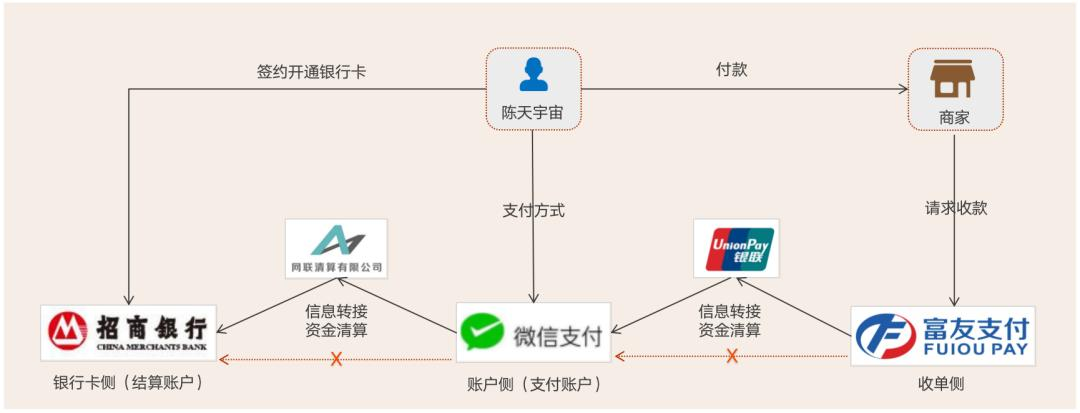 签约开通银行卡
付款
陈天宇宙
商家
支付方式
请求收款
网联清算有限公司
UnionPay
银联
信息转接
资金清算
信息转接
资金清算
招商银行
CHINA MERCHANTS BANK
微信支付
富友支付
FUIOU PAY
X
X
银行卡侧（结算账户）
账户侧（支付账户）
收单侧